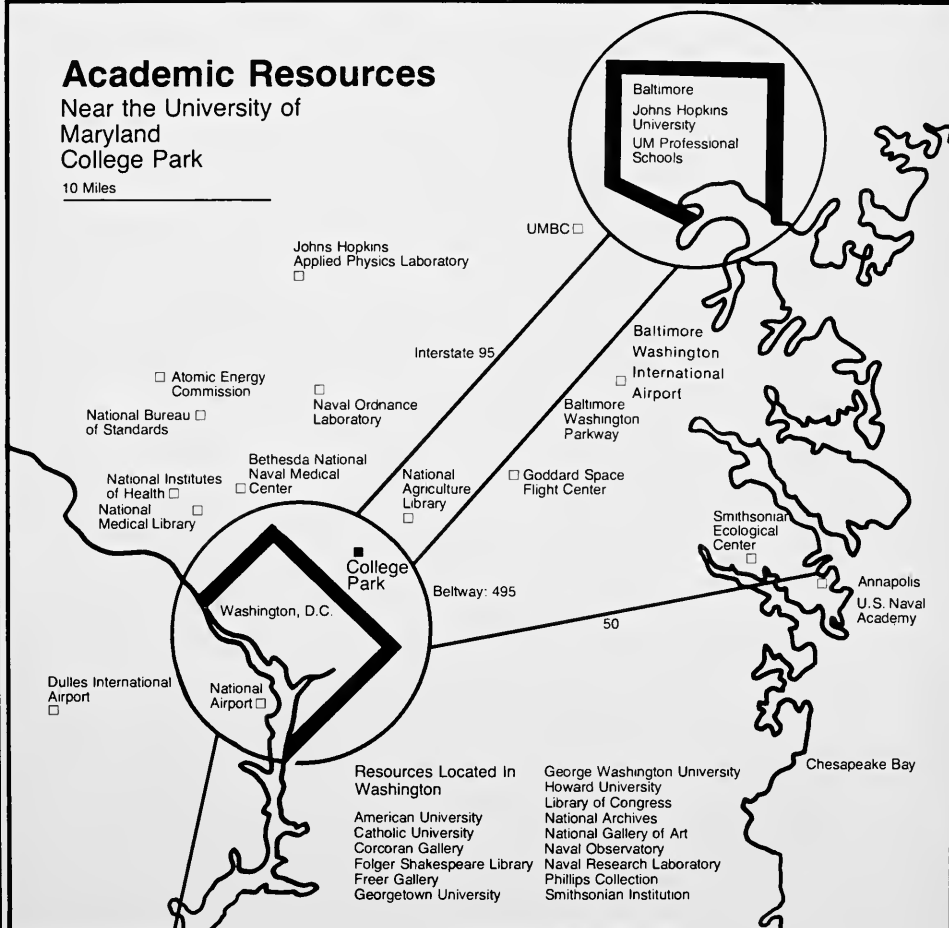 Academic Resources
Near the University of
Maryland
College Park
10 Miles
Baltimore
Johns Hopkins
University
UM Professional
Schools
UMBC
Johns Hopkins
Applied Physics Laboratory
Interstate 95
Baltimore
Washington
International
Airport
Atomic Energy
Commission
Naval Ordnance
Laboratory
Baltimore
Washington
Parkway
National Bureau
of Standards
Bethesda National
Naval Medical
Center
National
Agriculture
Library
Goddard Space
Flight Center
National Institutes
of Health
National
Medical Library
Smithsonian
Ecological
Center
College
Park
Beltway: 495
Annapolis
U.S. Naval
Academy
Washington, D.C.
50
Dulles International
Airport
National
Airport
Chesapeake Bay
Resources Located In
Washington
American University
Catholic University
Corcoran Gallery
Folger Shakespeare Library
Freer Gallery
Georgetown University
George Washington University
Howard University
Library of Congress
National Archives
National Gallery of Art
Naval Observatory
Naval Research Laboratory
Phillips Collection
Smithsonian Institution